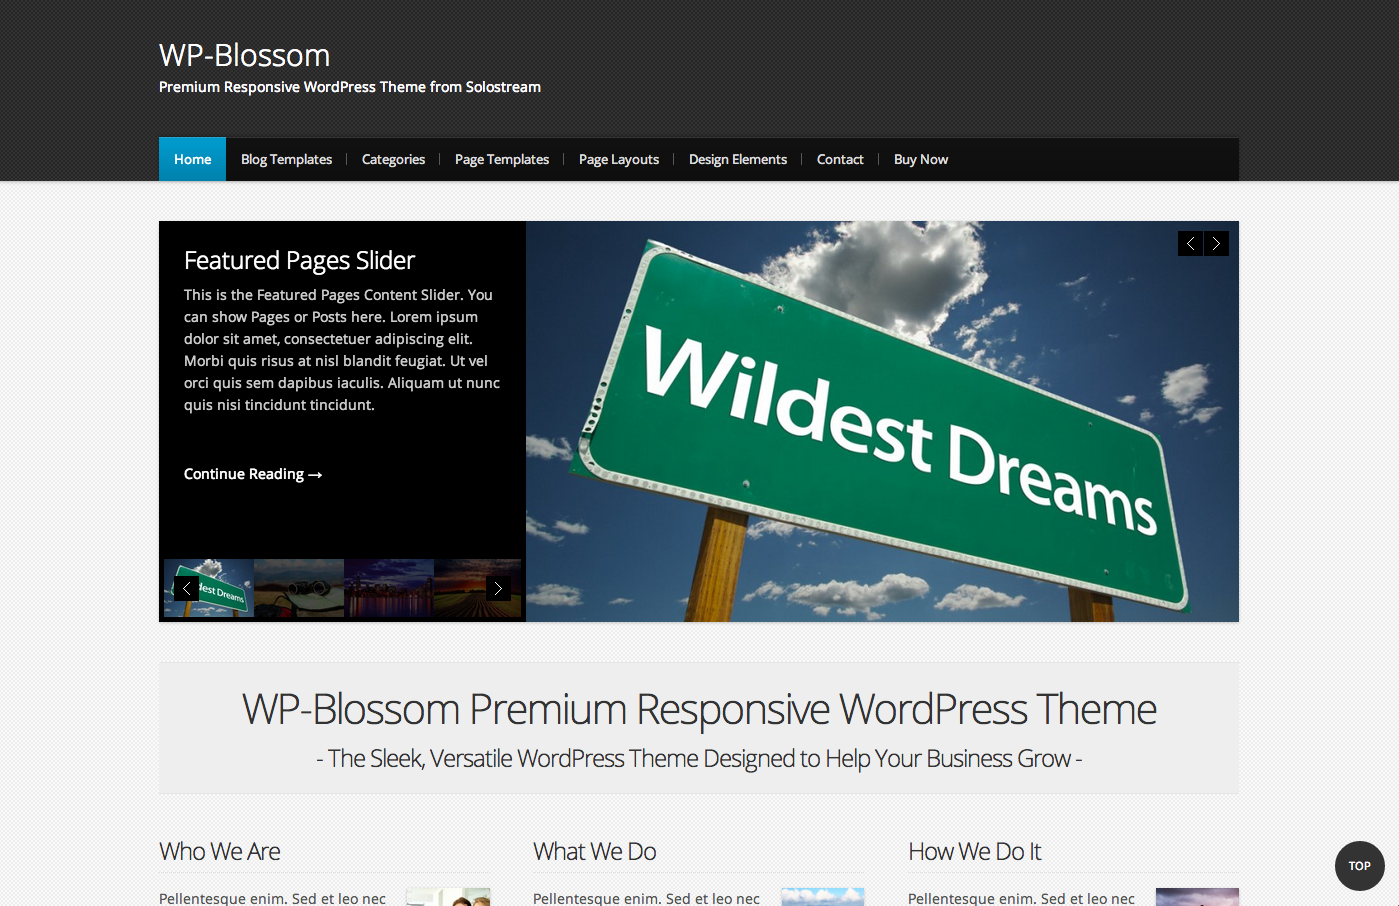 WP-Blossom
Premium Responsive WordPress Theme from Solostream
Home
Blog Templates
Categories
Page Templates
Page Layouts
Design Elements
Contact
Buy Now
Featured Pages Slider
This is the Featured Pages Content Slider. You
can show Pages or Posts here. Lorem ipsum
dolor sit amet, consectetuer adipiscing elit.
Morbi quis risus at nisl blandit feugiat. Ut vel
orci quis sem dapibus iaculis. Aliquam ut nunc
quis nisi tincidunt tincidunt.
Continue Reading →
Wildest Dreams
ldest Dreams
WP-Blossom Premium Responsive WordPress Theme
- The Sleek, Versatile WordPress Theme Designed to Help Your Business Grow -
Who We Are
Pellentesque enim. Sed et leo nec
What We Do
Pellentesque enim. Sed et leo nec
How We Do It
Pellentesque enim. Sed et leo nec
TOP